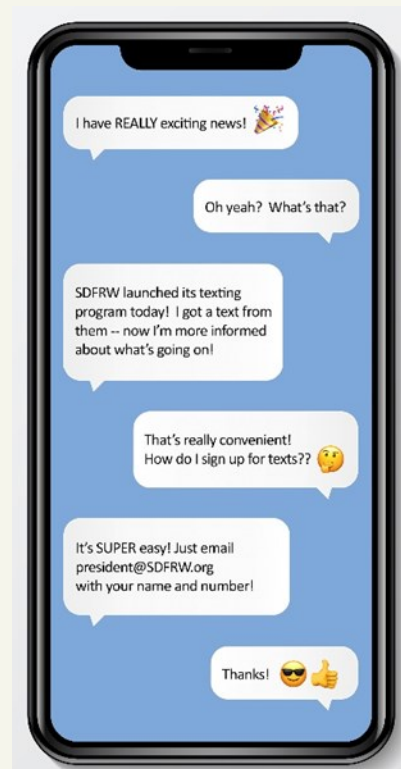 I have REALLY exciting news! 🎉
Oh yeah?  What's that?
SDFRW launched its texting
program today!  I got a text from
them -- now I'm more informed
about what's going on!
That's really convenient!
How do I sign up for texts?? 🤔
It's SUPER easy! Just email
president@SDFRW.org
with your name and number!
Thanks! 😎👍